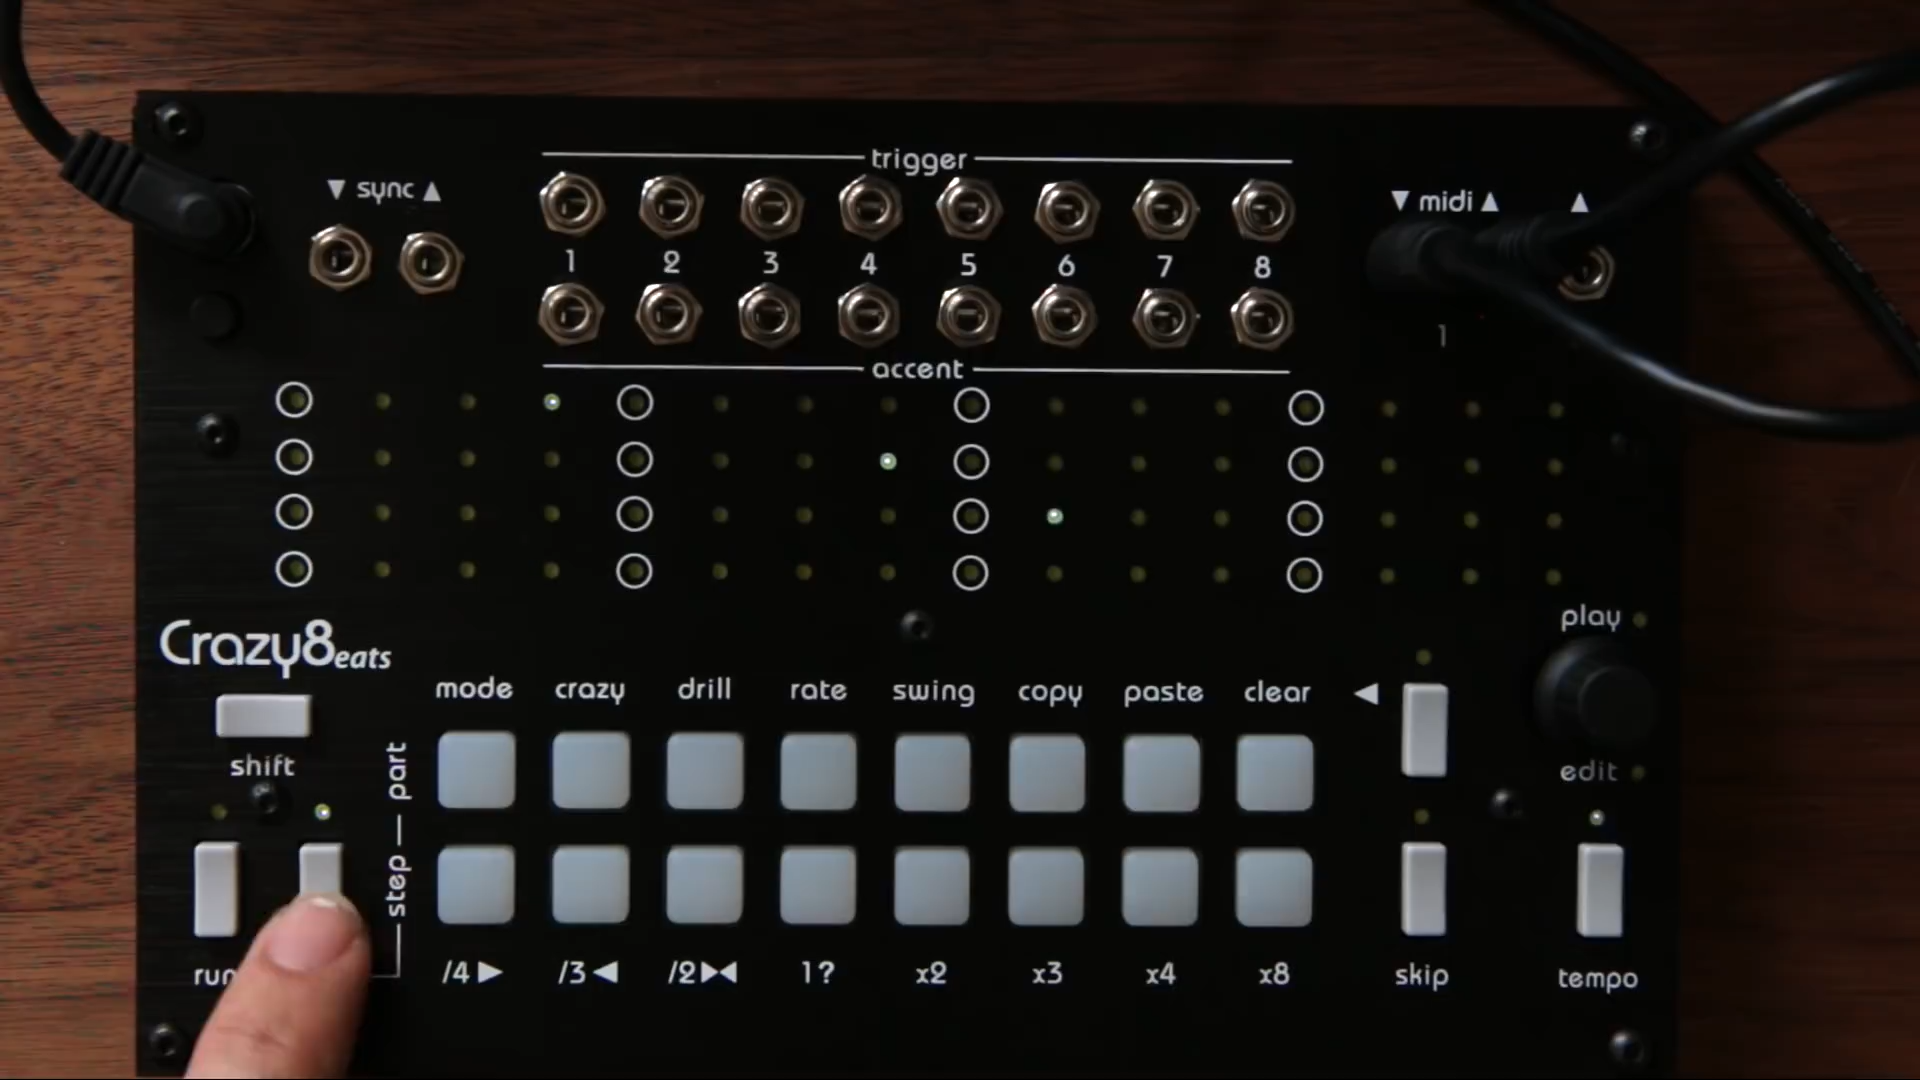 trigger
▼ sync ▲
▼ midi ▲ ▲
1 2 3 4 5 6 7 8
1
accent
Crazy8eats
play
mode crazy drill rate swing copy paste clear ◀
shift
part
edit
step
run
/4 ▶ /3 ◀ /2 ▶◀ 1? x2 x3 x4 x8
skip
tempo